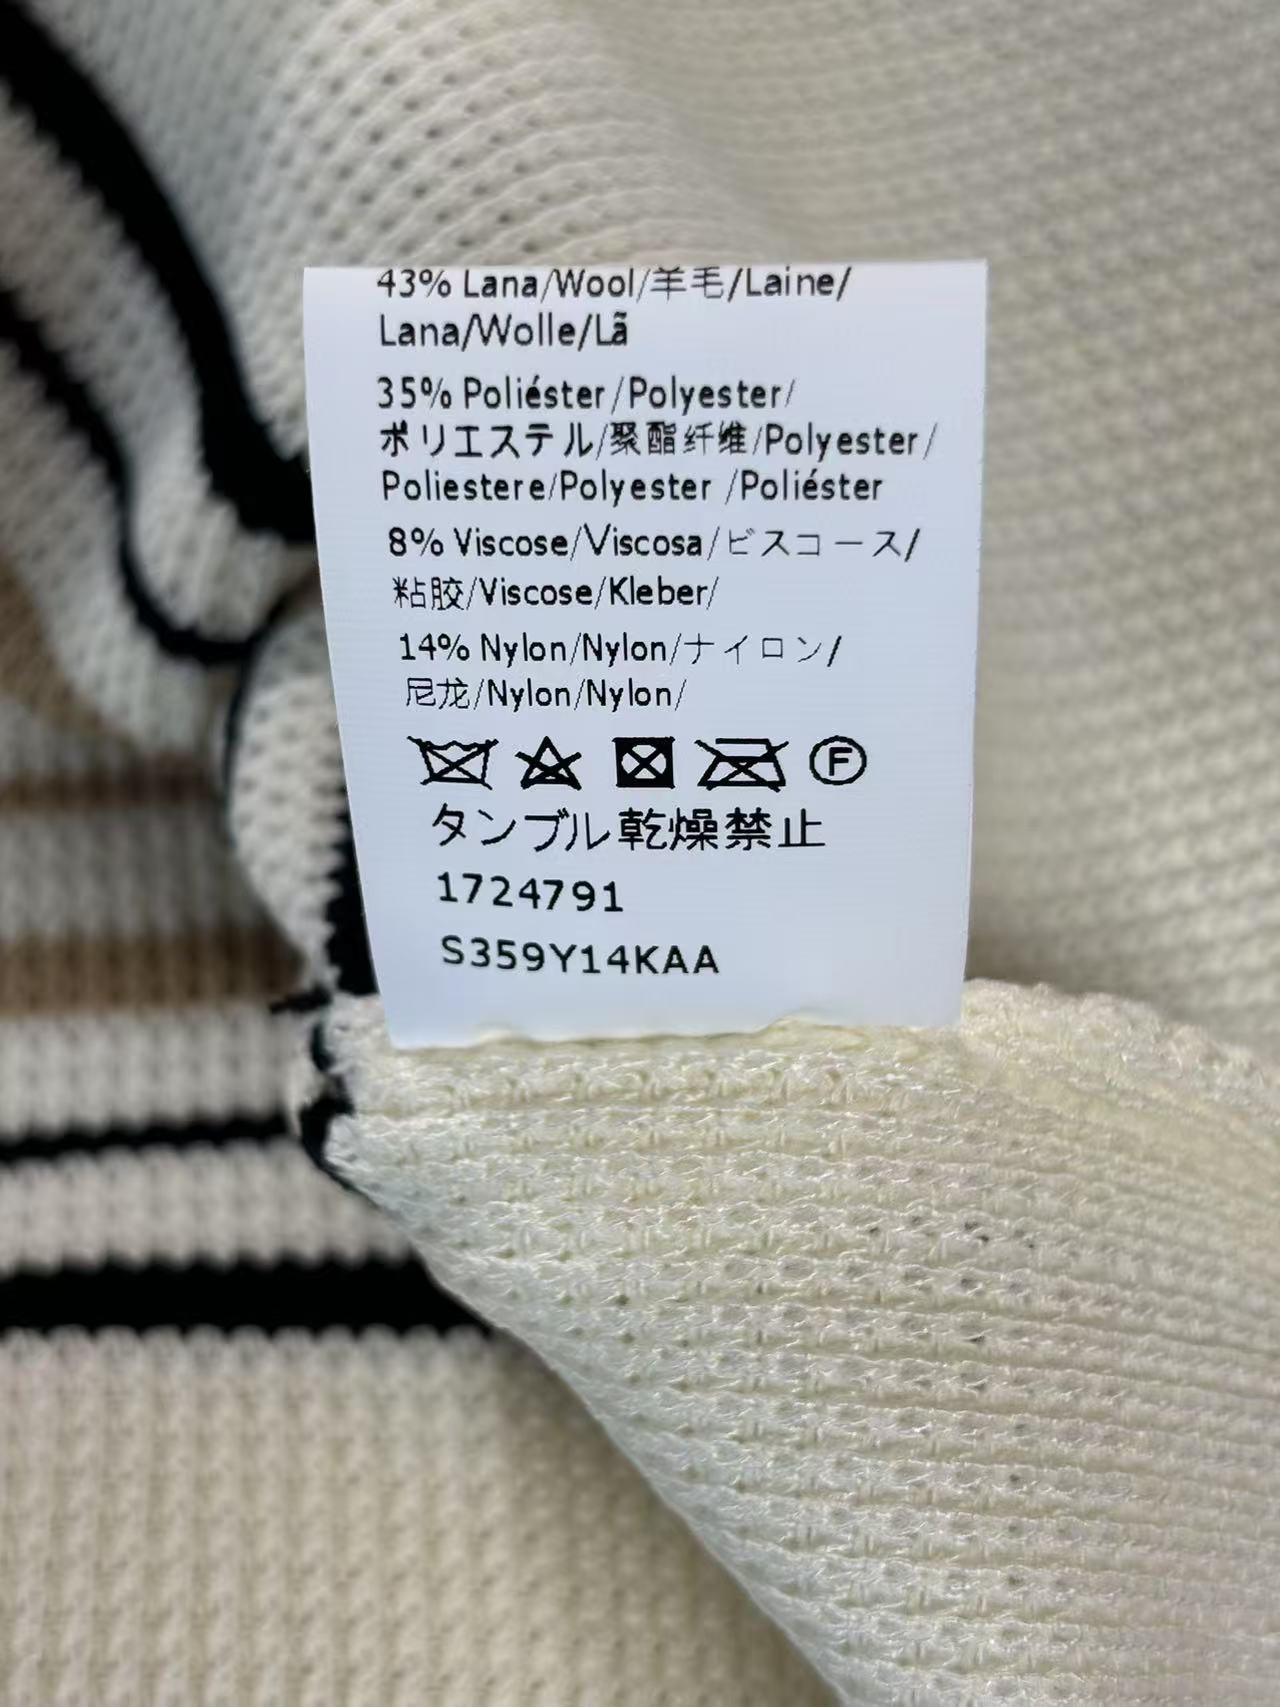 43% Lana/Wool/羊毛/Laine/
Lana/Wolle/Lã
35% Poliéster/Polyester/
ポリエステル/聚酯纤维/Polyester/
Poliestere/Polyester /Poliéster
8% Viscose/Viscosa/ビスコース/
粘胶/Viscose/Kleber/
14% Nylon/Nylon/ナイロン/
尼龙/Nylon/Nylon/
F
タンブル乾燥禁止
1724791
S359Y14KAA